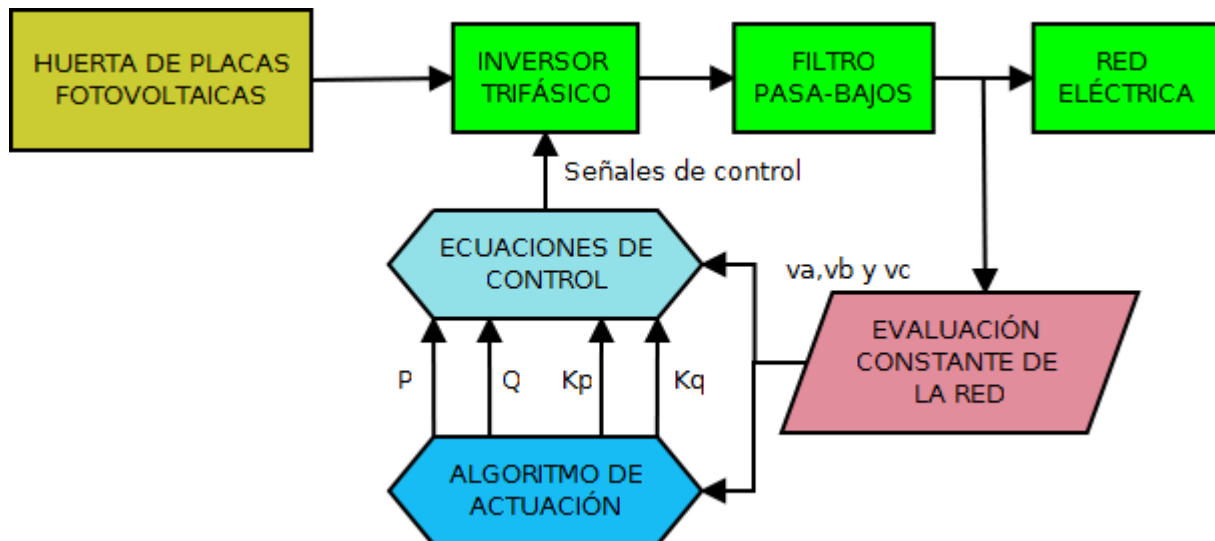 HUERTA DE PLACAS
FOTOVOLTAICAS
INVERSOR
TRIFÁSICO
FILTRO
PASA-BAJOS
RED
ELÉCTRICA
Señales de control
ECUACIONES DE
CONTROL
va,vb y vc
EVALUACIÓN
CONSTANTE DE
LA RED
P
Q
Kp
Kq
ALGORITMO DE
ACTUACIÓN